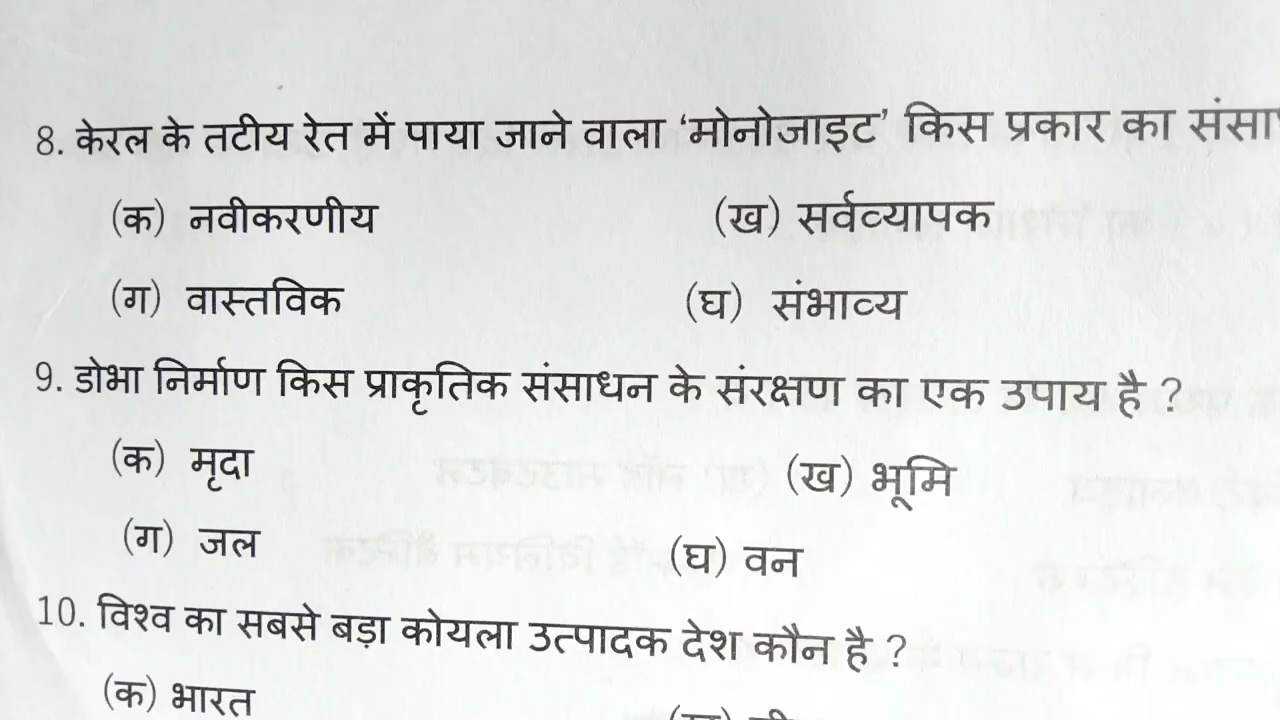 8. केरल के तटीय रेत में पाया जाने वाला ‘मोनोजाइट’ किस प्रकार का
(क) नवीकरणीय (ख) सर्वव्यापक
(ग) वास्तविक (घ) संभाव्य
9. डोभा निर्माण किस प्राकृतिक संसाधन के संरक्षण का एक उपाय है ?
(क) मृदा (ख) भूमि
(ग) जल (घ) वन
10. विश्व का सबसे बड़ा कोयला उत्पादक देश कौन है ?
(क) भारत